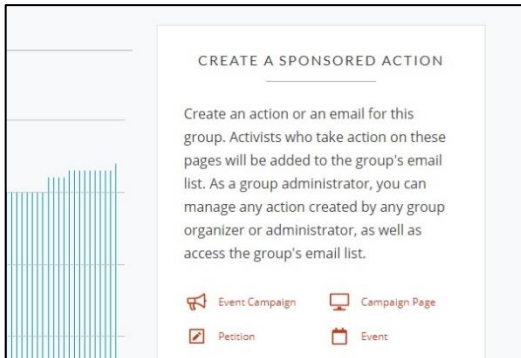 CREATE A SPONSORED ACTION
Create an action or an email for this
group. Activists who take action on these
pages will be added to the group's email
list. As a group administrator, you can
manage any action created by any group
organizer or administrator, as well as
access the group's email list.
Event Campaign Campaign Page
Petition Event